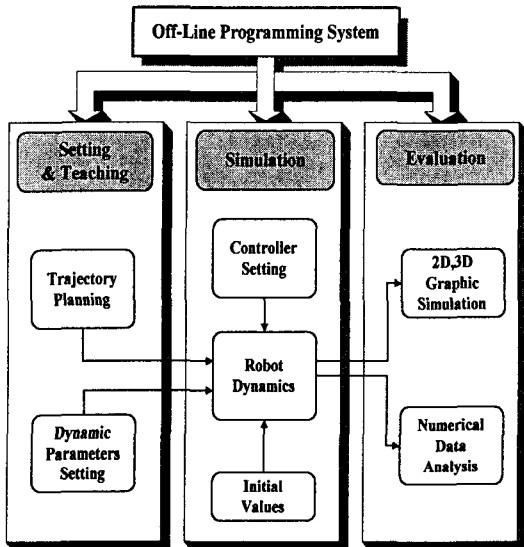 Off-Line Programming System
Setting
& Teaching
Trajectory
Planning
Dynamic
Parameters
Setting
Simulation
Controller
Setting
Robot
Dynamics
Initial
Values
Evaluation
2D,3D
Graphic
Simulation
Numerical
Data
Analysis